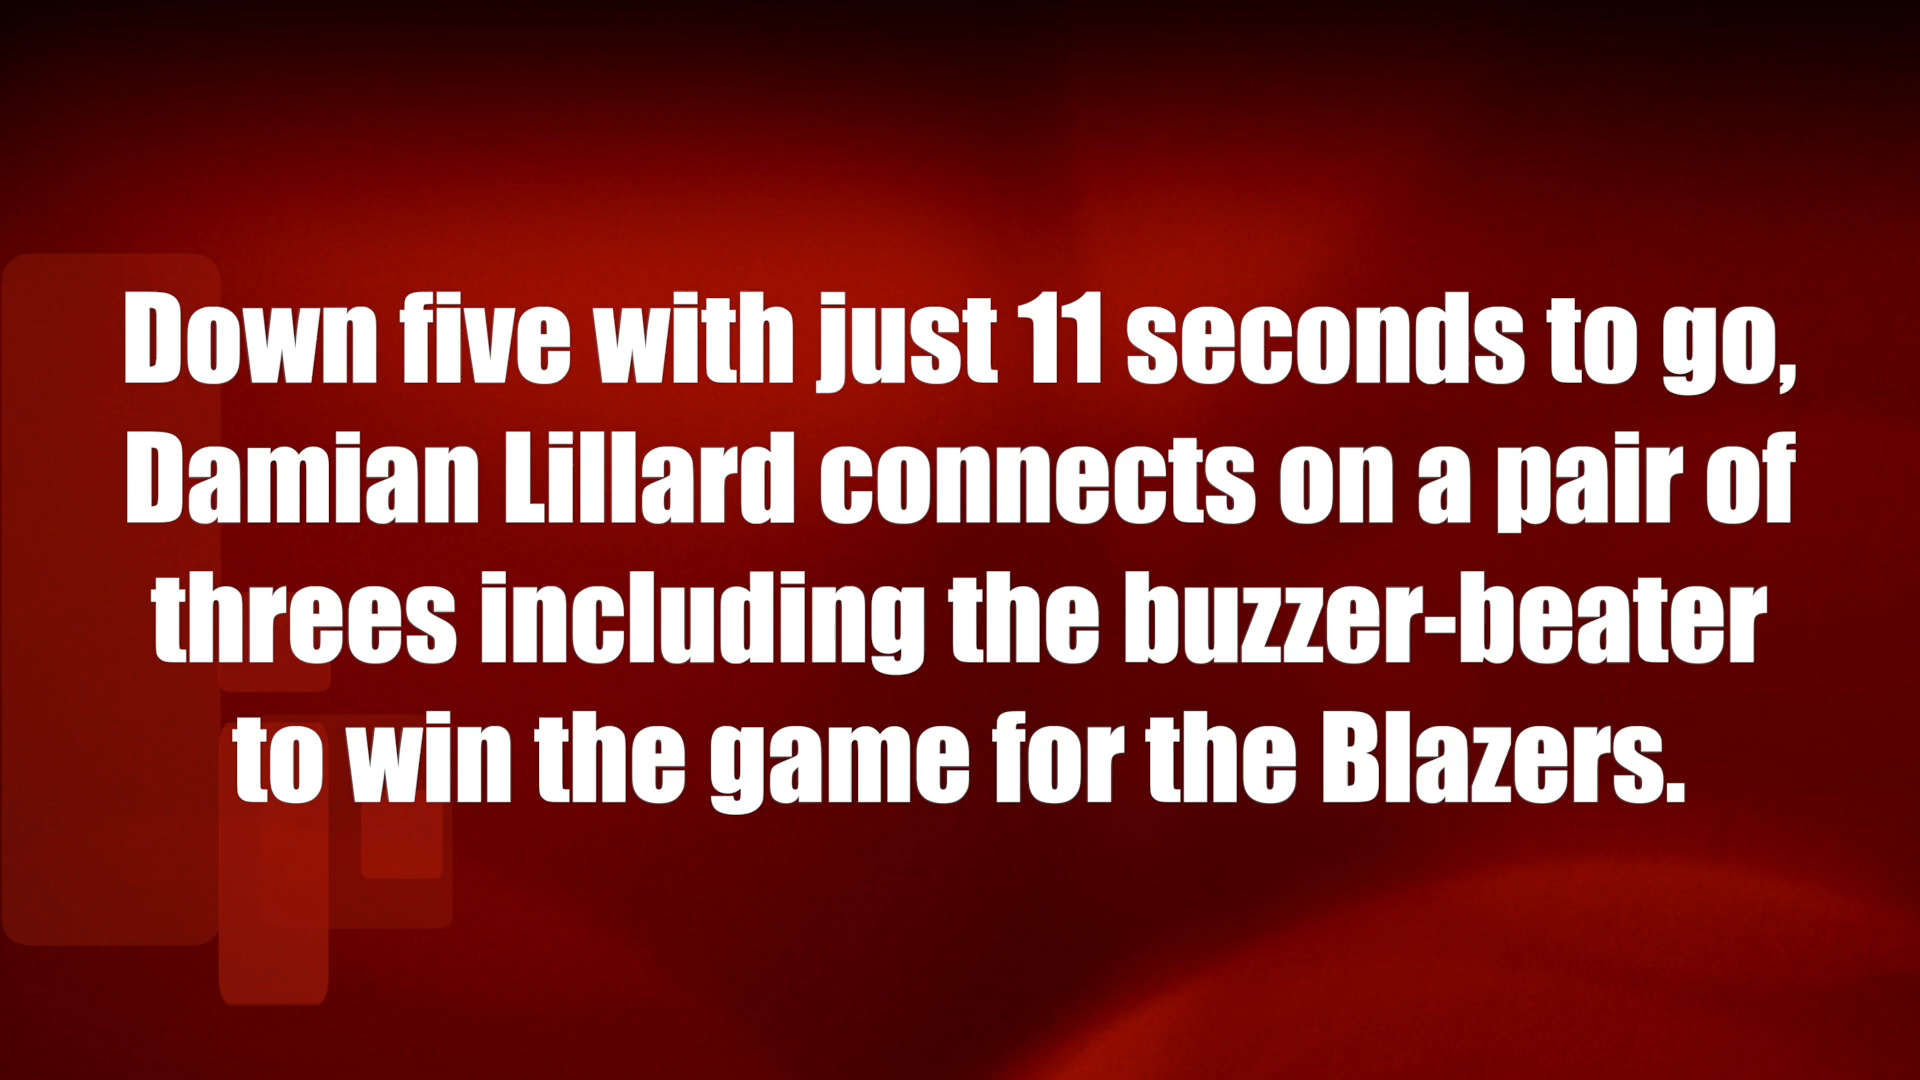 Down five with just 11 seconds to go,
Damian Lillard connects on a pair of
threes including the buzzer-beater
to win the game for the Blazers.